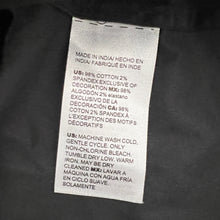 MADE IN INDIA/ HECHO EN
INDIA/ FABRIQUÉ EN INDE
US: 98% COTTON 2%
SPANDEX EXCLUSIVE OF
DECORATION MX: 98%
ALGODÓN 2% elastano
EXCLUSIVO DE LA
DECORACIÓN CA: 98%
COTON 2% SPANDEX À
L'EXCEPTION DES MOTIFS
DÉCORATIFS
US: MACHINE WASH COLD,
GENTLE CYCLE. ONLY
NON-CHLORINE BLEACH.
TUMBLE DRY LOW. WARM
IRON, MAY BE DRY
CLEANED MX: LAVAR A
MÁQUINA CON AGUA FRÍA
EN CICLO SUAVE.
SOLAMENTE